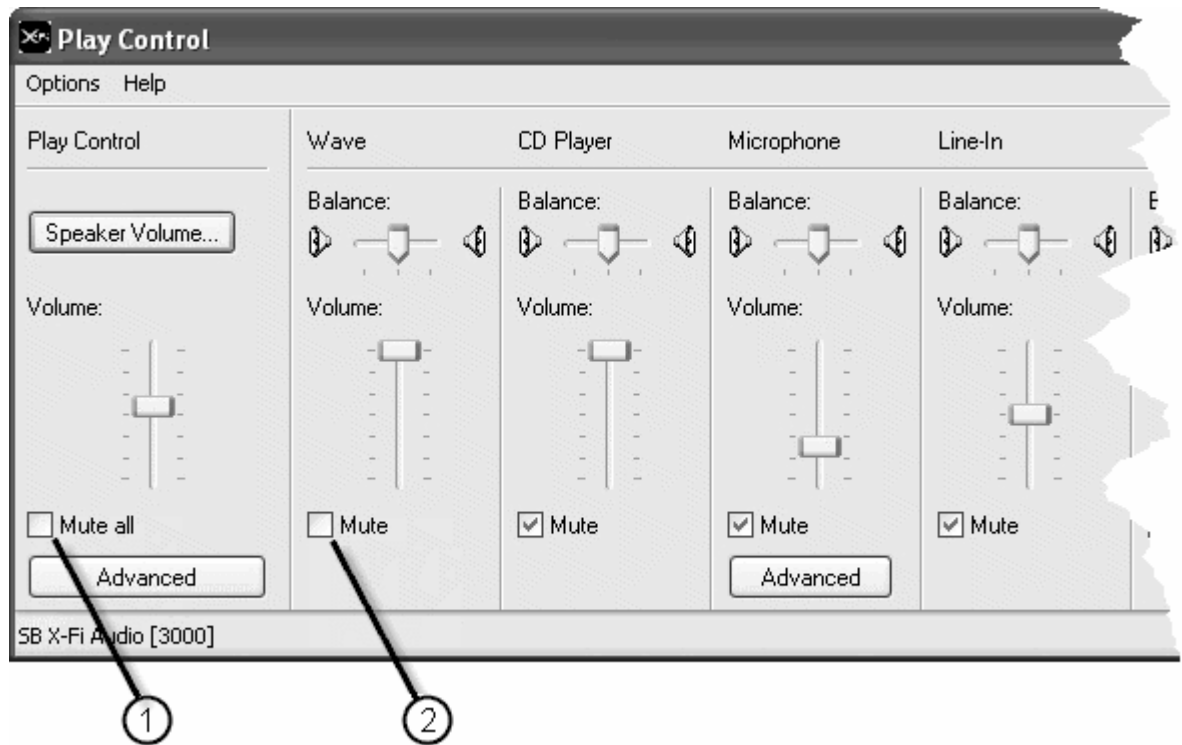 Play Control
Options Help
Play Control
Wave CD Player Microphone Line-In
Balance: Balance: Balance: Balance:
Speaker Volume...
Volume: Volume: Volume: Volume: Volume:
Mute all Mute Mute Mute Mute
Advanced Advanced
SB X-Fi Audio [3000]
1 2